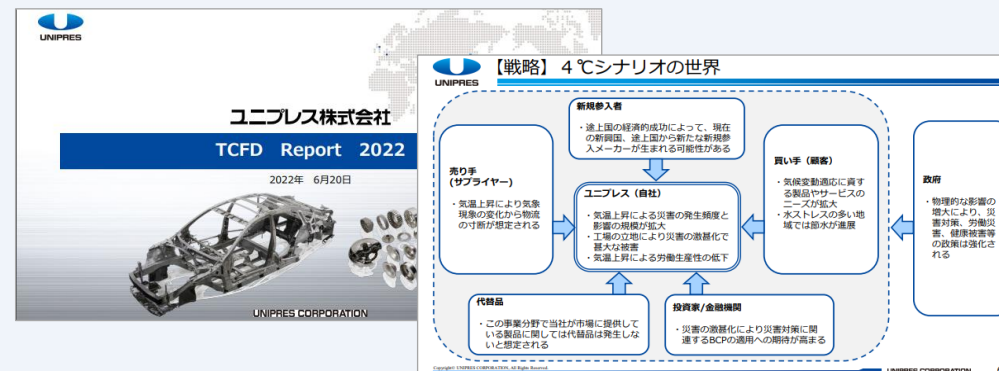 UNIPRES
ユニプレス株式会社
TCFD Report 2022
2022年 6月20日
UNIPRES CORPORATION
UNIPRES
【戦略】４℃シナリオの世界
新規参入者
・途上国の経済的成功によって、現在
の新興国、途上国から新たな新規参
入メーカーが生まれる可能性がある
売り手
(サプライヤー)
・気温上昇により気象
現象の変化から物流
の寸断が想定される
ユニプレス（自社）
・気温上昇による災害の発生頻度と
影響の規模が拡大
・工場の立地により災害の激甚化で
甚大な被害
・気温上昇による労働生産性の低下
買い手（顧客）
・気候変動適応に資す
る製品やサービスの
ニーズが拡大
・水ストレスの多い地
域では節水が進展
政府
・物理的な影響の
増大により、災
害対策、労働災
害、健康被害等
の政策は強化さ
れる
代替品
・この事業分野で当社が市場に提供して
いる製品に関しては代替品は発生しな
いと想定される
投資家/金融機関
・災害の激甚化により災害対策に関
連するBCPの適用への期待が高まる
Copyright© UNIPRES CORPORATION, All Rights Reserved.
UNIPRES CORPORATION